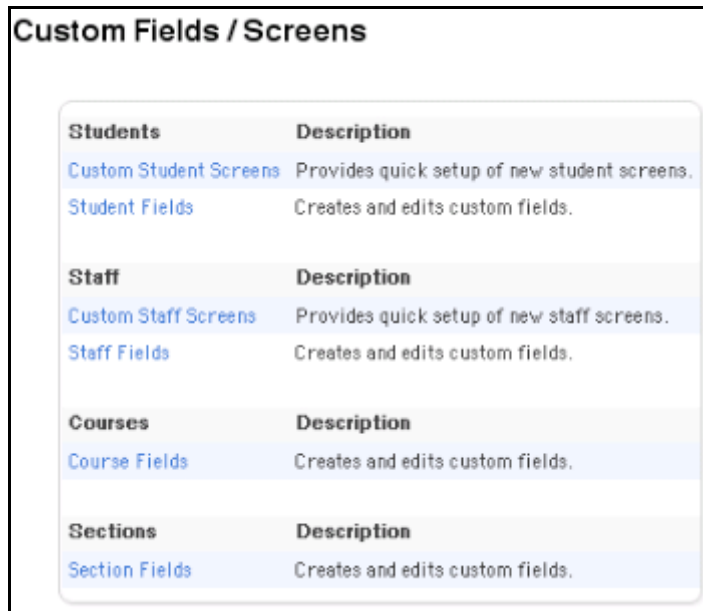 Custom Fields / Screens
Students Description
Custom Student Screens Provides quick setup of new student screens.
Student Fields Creates and edits custom fields.
Staff Description
Custom Staff Screens Provides quick setup of new staff screens.
Staff Fields Creates and edits custom fields.
Courses Description
Course Fields Creates and edits custom fields.
Sections Description
Section Fields Creates and edits custom fields.